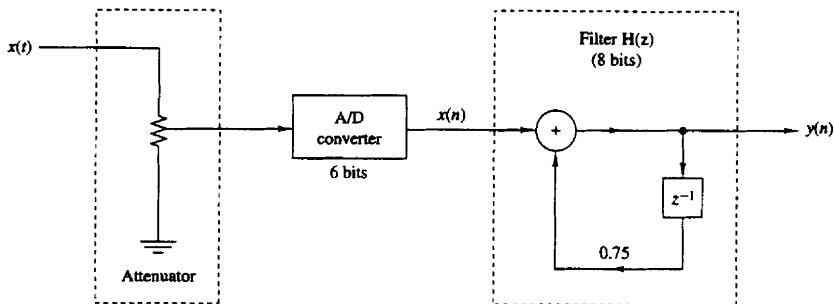 x(t)
Attenuator
A/D
converter
6 bits
x(n)
Filter H(z)
(8 bits)
+
y(n)
z⁻¹
0.75